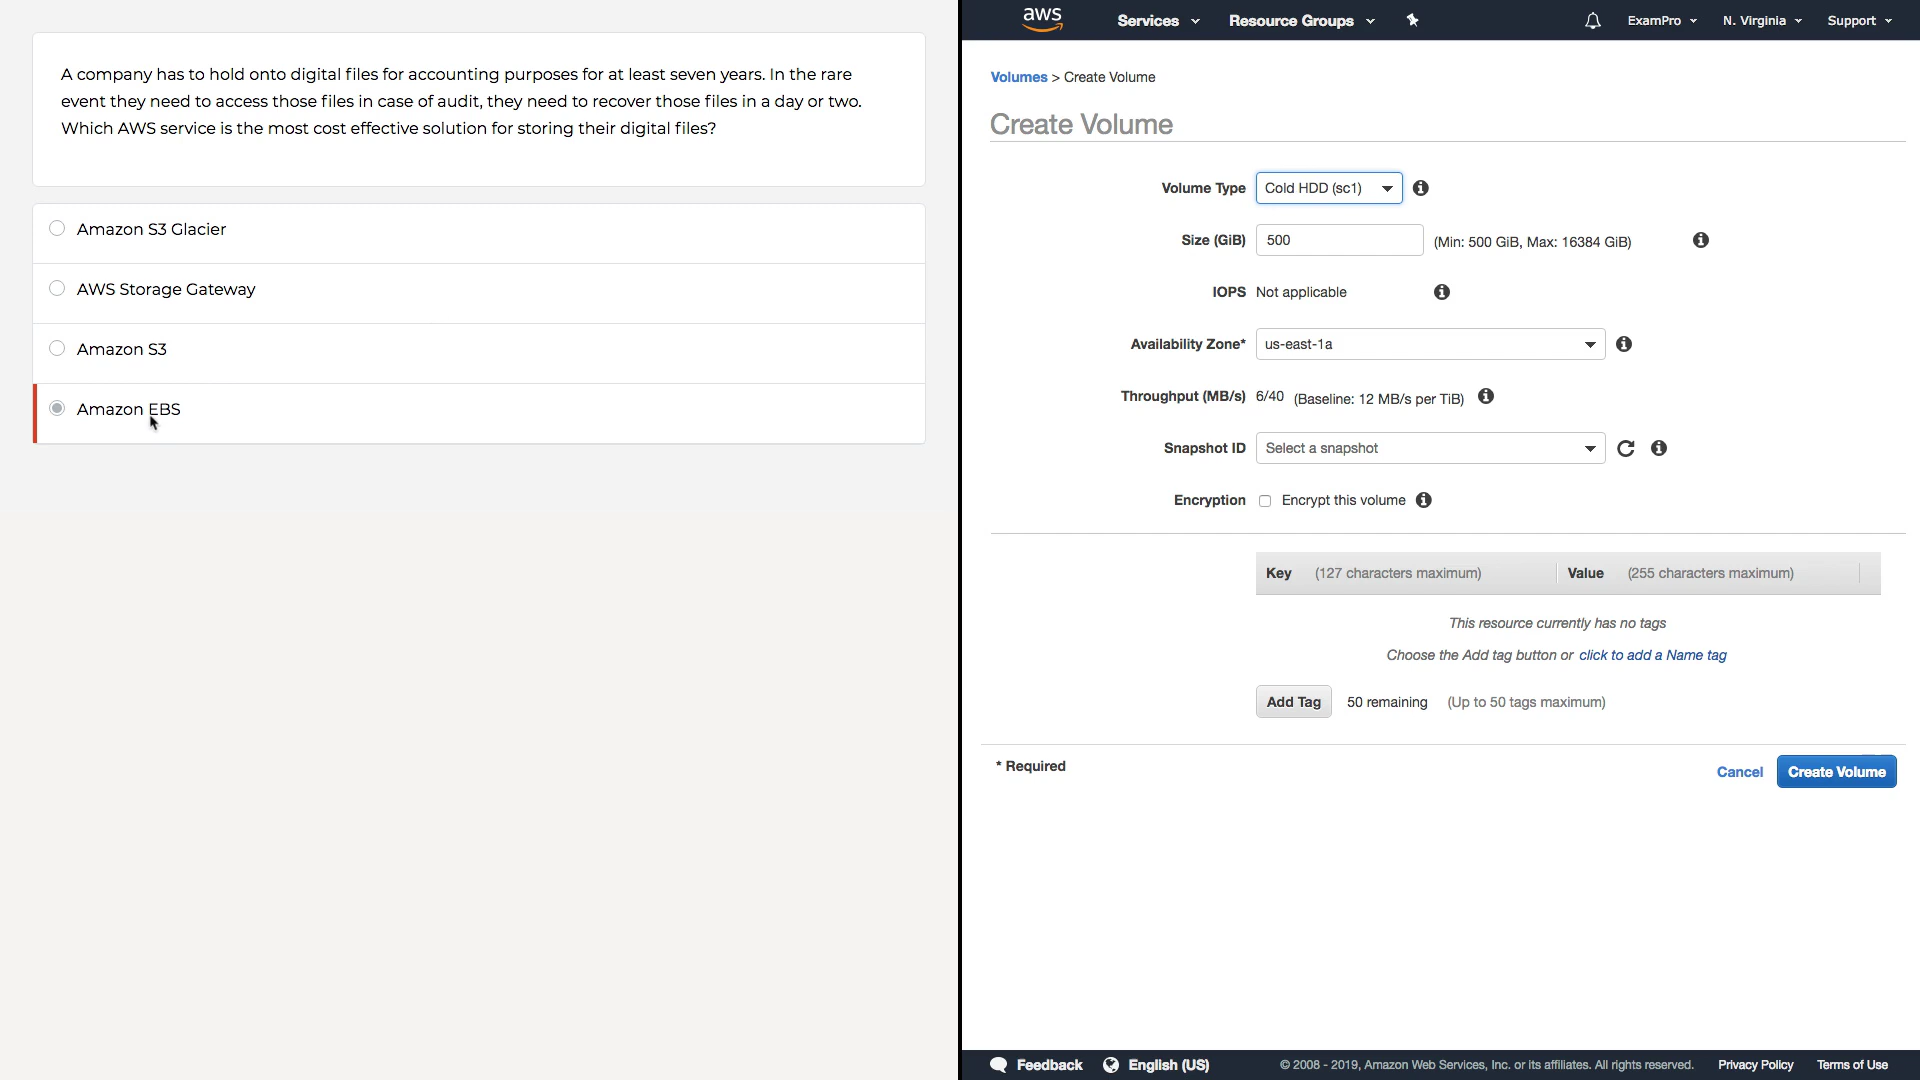 A company has to hold onto digital files for accounting purposes for at least seven years. In the rare
event they need to access those files in case of audit, they need to recover those files in a day or two.
Which AWS service is the most cost effective solution for storing their digital files?
Amazon S3 Glacier
AWS Storage Gateway
Amazon S3
Amazon EBS
aws Services Resource Groups ExamPro N. Virginia Support
Volumes > Create Volume
Create Volume
Volume Type Cold HDD (sc1)
Size (GiB) 500 (Min: 500 GiB, Max: 16384 GiB)
IOPS Not applicable
Availability Zone* us-east-1a
Throughput (MB/s) 6/40 (Baseline: 12 MB/s per TiB)
Snapshot ID Select a snapshot
Encryption Encrypt this volume
Key (127 characters maximum) Value (255 characters maximum)
This resource currently has no tags
Choose the Add tag button or click to add a Name tag
Add Tag 50 remaining (Up to 50 tags maximum)
* Required
Cancel Create Volume
Feedback English (US) © 2008 - 2019, Amazon Web Services, Inc. or its affiliates. All rights reserved. Privacy Policy Terms of Use